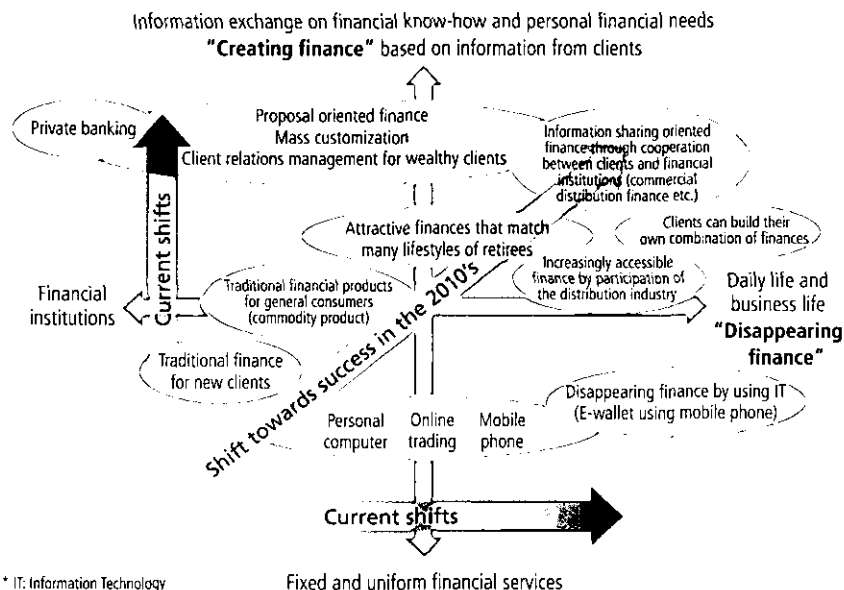 Information exchange on financial know-how and personal financial needs
"Creating finance" based on information from clients
Private banking
Proposal oriented finance
Mass customization
Client relations management for wealthy clients
Information sharing oriented
finance through cooperation
between clients and financial
institutions (commercial
distribution finance etc.)
Current shifts
Attractive finances that match
many lifestyles of retirees
Clients can build their
own combination of finances
Financial
institutions
Traditional financial products
for general consumers
(commodity product)
Increasingly accessible
finance by participation of
the distribution industry
Daily life and
business life
"Disappearing
finance"
Shift towards success in the 2010's
Traditional finance
for new clients
Personal
computer
Online
trading
Mobile
phone
Disappearing finance by using IT
(E-wallet using mobile phone)
Current shifts
* IT: Information Technology
Fixed and uniform financial services